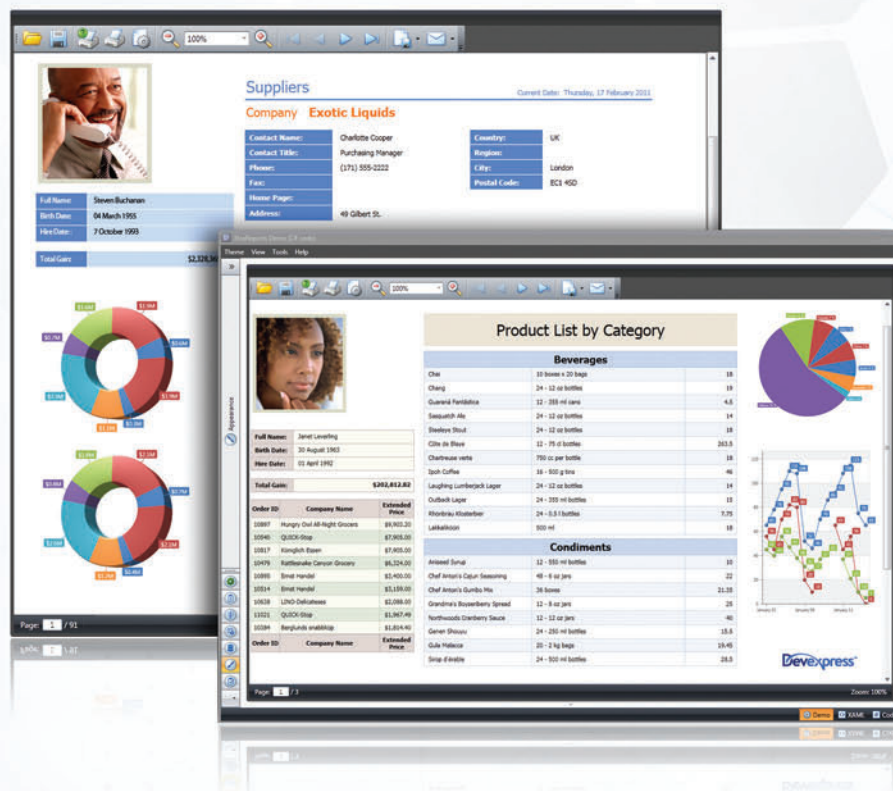 100%
Suppliers
Current Date: Thursday, 17 February 2011
Company Exotic Liquids
Contact Name: Charlotte Cooper Country: UK
Contact Title: Purchasing Manager Region:
Phone: (171) 555-2222 City: London
Fax: Postal Code: EC1 4SD
Home Page:
Address: 49 Gilbert St.
Full Name: Steven Buchanan
Birth Date: 04 March 1955
Hire Date: 7 October 1993
Total Gain:
Page: 1 / 91
Theme View Tools Help
100%
Appearance
Product List by Category
Beverages
Chai 10 boxes x 20 bags 18
Chang 24 - 12 oz bottles 19
Guaraná Fantástica 12 - 355 ml cans 4.5
Sasquatch Ale 24 - 12 oz bottles 14
Steeleye Stout 24 - 12 oz bottles 18
Côte de Blaye 12 - 75 cl bottles 263.5
Chartreuse verte 750 cc per bottle 18
Ipoh Coffee 16 - 500 g tins 46
Laughing Lumberjack Lager 24 - 12 oz bottles 14
Outback Lager 24 - 355 ml bottles 15
Rhönbräu Klosterbier 24 - 0.5 l bottles 7.75
Lakkalikööri 500 ml 18
Condiments
Aniseed Syrup 12 - 550 ml bottles 10
Chef Anton's Cajun Seasoning 48 - 6 oz jars 22
Chef Anton's Gumbo Mix 36 boxes 21.35
Grandma's Boysenberry Spread 12 - 8 oz jars 25
Northwoods Cranberry Sauce 12 - 12 oz jars 40
Genen Shouyu 24 - 250 ml bottles 15.5
Gula Malacca 20 - 2 kg bags 19.45
Sirop d'érable 24 - 500 ml bottles 28.5
Full Name: Janet Leverling
Birth Date: 30 August 1963
Hire Date: 01 April 1992
Total Gain: $202,812.82
Order ID Company Name Extended Price
Hungry Owl All-Night Grocers $9,903.20
10540 QUICK-Stop $7,905.00
10817 Königlich Essen $7,905.00
10479 Rattlesnake Canyon Grocery $6,324.00
10895 Ernst Handel $3,400.00
10514 Ernst Handel $3,159.00
10638 LINO-Delicateses $2,098.00
11021 QUICK-Stop $1,967.49
10384 Berglunds snabbköp $1,814.40
Order ID Company Name Extended Price
DevExpress
Page: 1 / 3
Zoom: 100%
Demo XAML